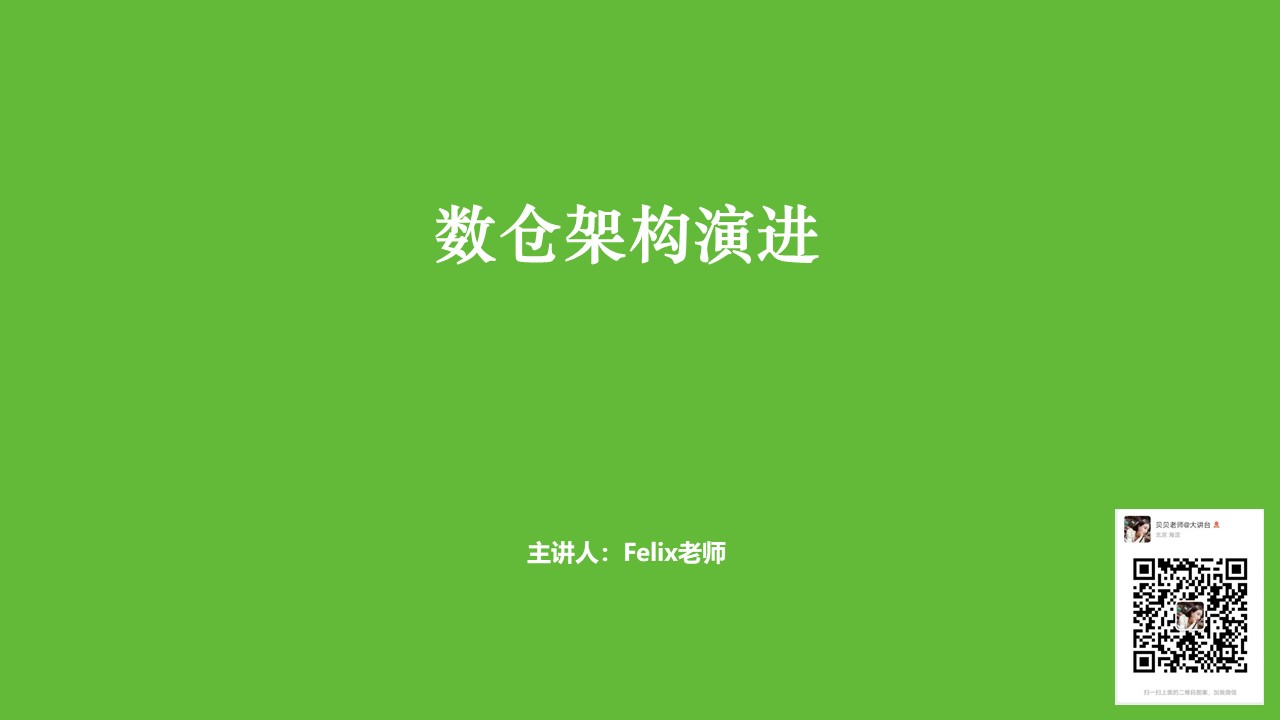 数仓架构演进
主讲人：Felix老师
贝贝老师@大讲台
北京 海淀
扫一扫上面的二维码图案，加我微信